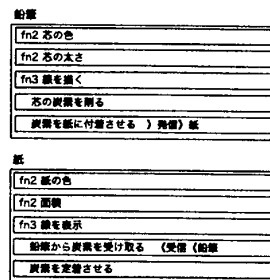 鉛筆
fn2 芯の色
fn2 芯の太さ
fn3 線を描く
芯の炭素を削る
炭素を紙に付着させる 》発信》紙
紙
fn2 紙の色
fn2 面積
fn3 線を表示
鉛筆から炭素を受け取る 《受信《鉛筆
炭素を定着させる